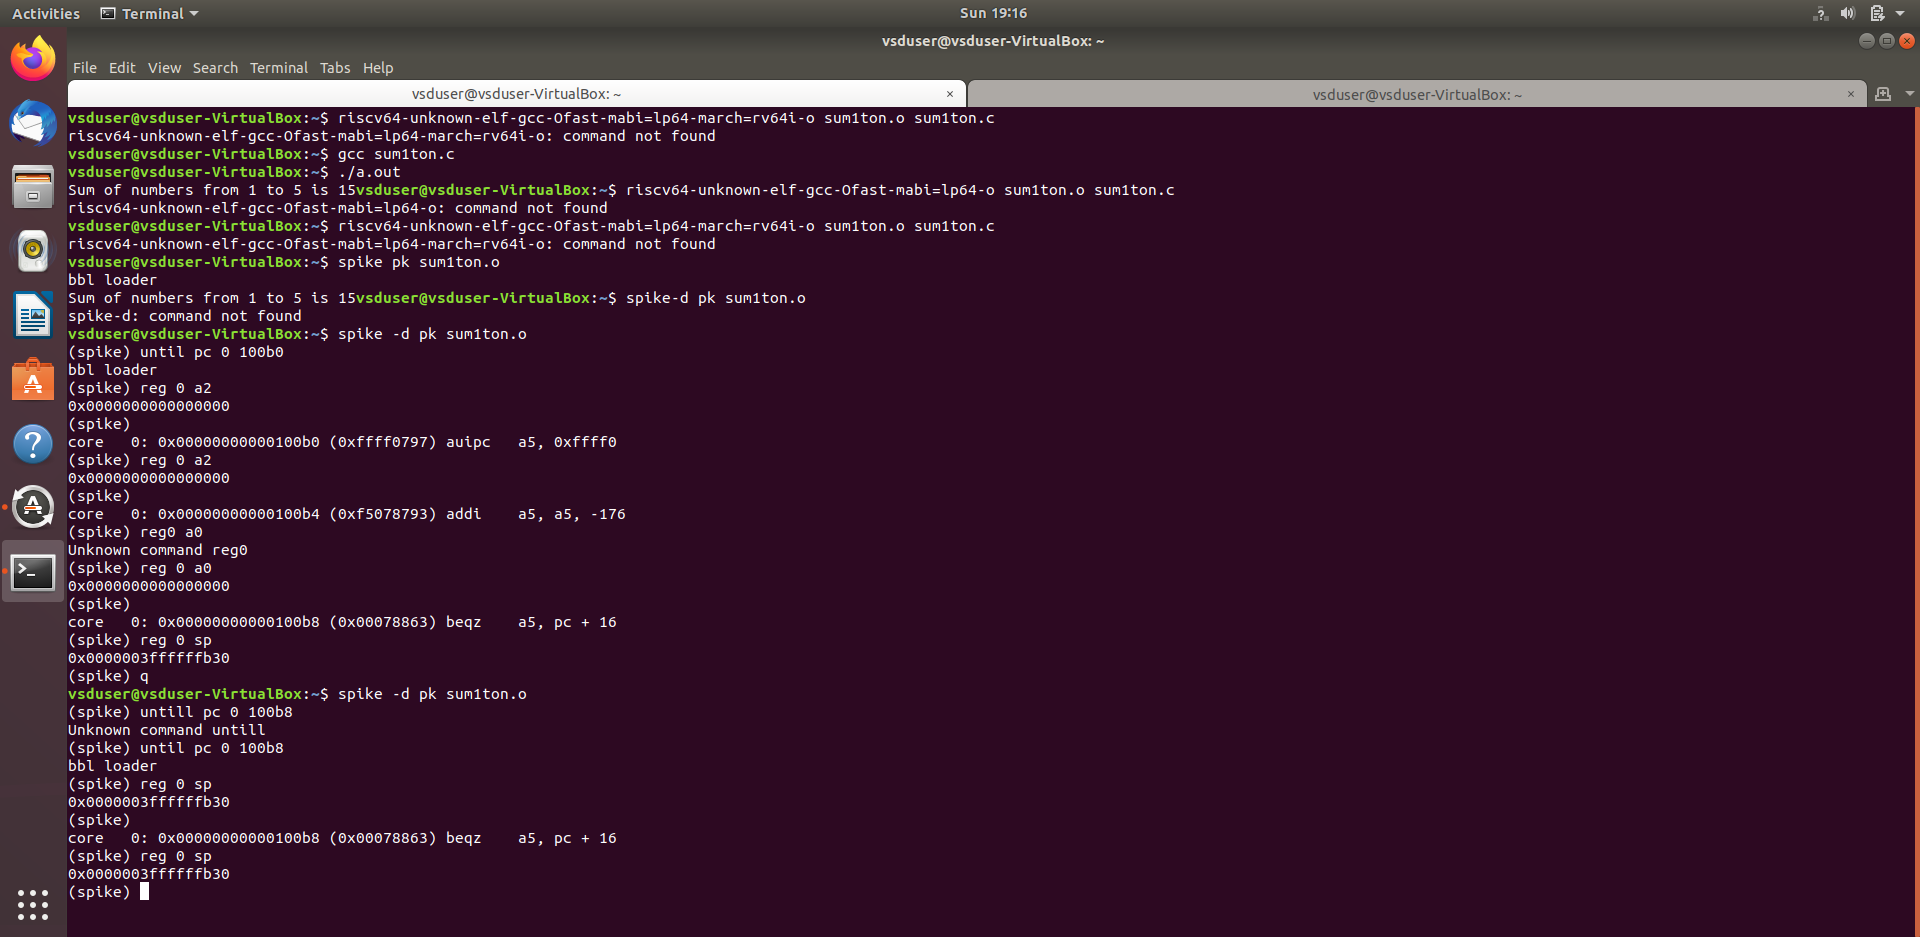 Activities Terminal Sun 19:16
vsduser@vsduser-VirtualBox: ~
File Edit View Search Terminal Tabs Help
vsduser@vsduser-VirtualBox: ~ × vsduser@vsduser-VirtualBox: ~ ×
vsduser@vsduser-VirtualBox:~$ riscv64-unknown-elf-gcc-Ofast-mabi=lp64-march=rv64i-o sum1ton.o sum1ton.c
riscv64-unknown-elf-gcc-Ofast-mabi=lp64-march=rv64i-o: command not found
vsduser@vsduser-VirtualBox:~$ gcc sum1ton.c
vsduser@vsduser-VirtualBox:~$ ./a.out
Sum of numbers from 1 to 5 is 15vsduser@vsduser-VirtualBox:~$ riscv64-unknown-elf-gcc-Ofast-mabi=lp64-o sum1ton.o sum1ton.c
riscv64-unknown-elf-gcc-Ofast-mabi=lp64-o: command not found
vsduser@vsduser-VirtualBox:~$ riscv64-unknown-elf-gcc-Ofast-mabi=lp64-march=rv64i-o sum1ton.o sum1ton.c
riscv64-unknown-elf-gcc-Ofast-mabi=lp64-march=rv64i-o: command not found
vsduser@vsduser-VirtualBox:~$ spike pk sum1ton.o
bbl loader
Sum of numbers from 1 to 5 is 15vsduser@vsduser-VirtualBox:~$ spike-d pk sum1ton.o
spike-d: command not found
vsduser@vsduser-VirtualBox:~$ spike -d pk sum1ton.o
(spike) until pc 0 100b0
bbl loader
(spike) reg 0 a2
0x0000000000000000
(spike)
core   0: 0x00000000000100b0 (0xffff0797) auipc   a5, 0xffff0
(spike) reg 0 a2
0x0000000000000000
(spike)
core   0: 0x00000000000100b4 (0xf5078793) addi    a5, a5, -176
(spike) reg0 a0
Unknown command reg0
(spike) reg 0 a0
0x0000000000000000
(spike)
core   0: 0x00000000000100b8 (0x00078863) beqz    a5, pc + 16
(spike) reg 0 sp
0x0000003ffffffb30
(spike) q
vsduser@vsduser-VirtualBox:~$ spike -d pk sum1ton.o
(spike) untill pc 0 100b8
Unknown command untill
(spike) until pc 0 100b8
bbl loader
(spike) reg 0 sp
0x0000003ffffffb30
(spike)
core   0: 0x00000000000100b8 (0x00078863) beqz    a5, pc + 16
(spike) reg 0 sp
0x0000003ffffffb30
(spike)